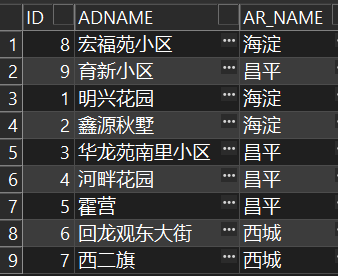 ID ADNAME AR_NAME
1 8 宏福苑小区 ... 海淀
2 9 育新小区 ... 昌平
3 1 明兴花园 ... 海淀
4 2 鑫源秋墅 ... 海淀
5 3 华龙苑南里小区 ... 昌平
6 4 河畔花园 ... 昌平
7 5 霍营 ... 昌平
8 6 回龙观东大街 ... 西城
9 7 西二旗 ... 西城